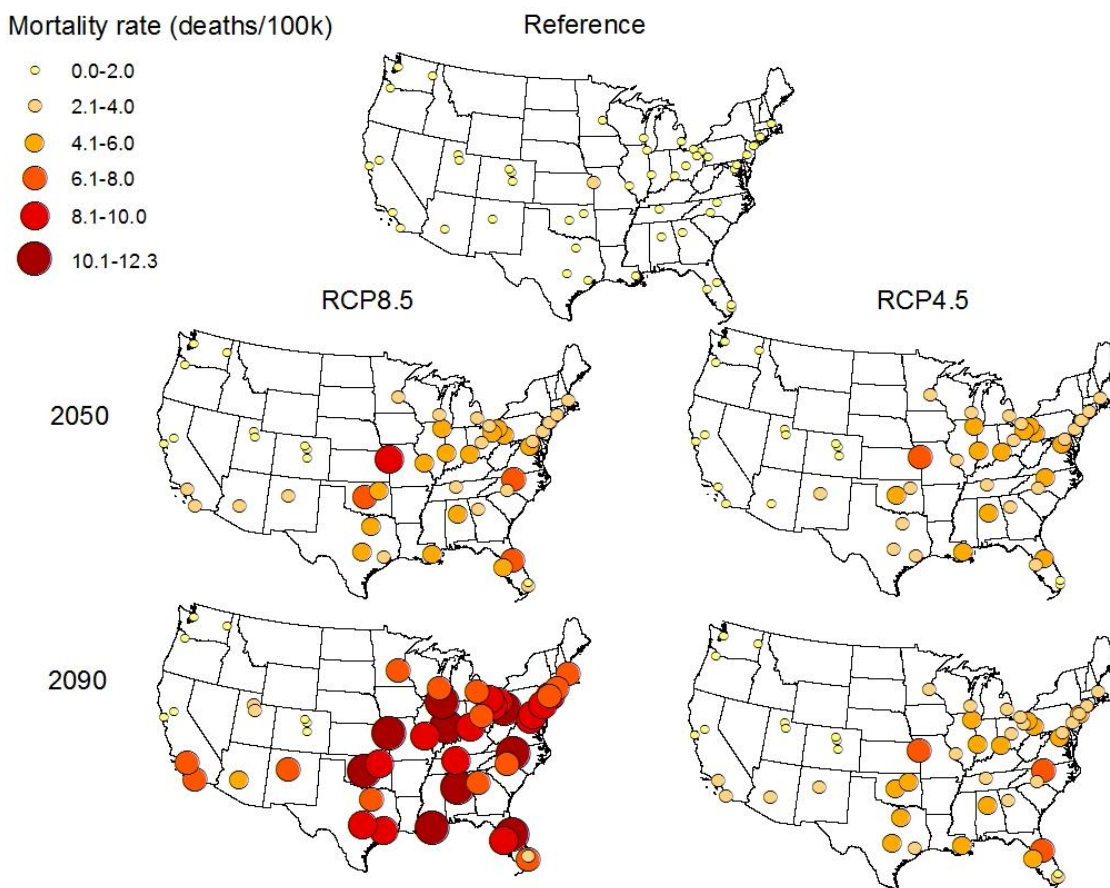 Mortality rate (deaths/100k)
0.0-2.0
2.1-4.0
4.1-6.0
6.1-8.0
8.1-10.0
10.1-12.3
Reference
RCP8.5
RCP4.5
2050
2090